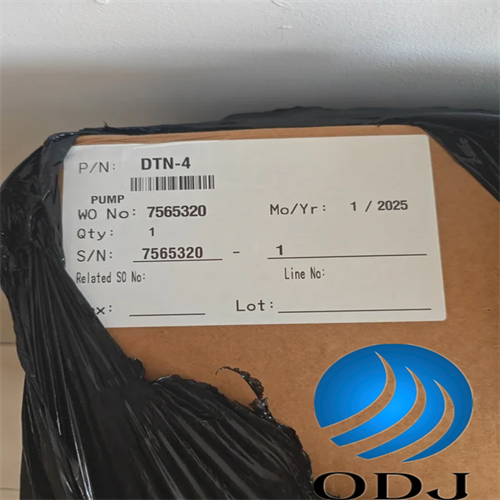 P/N: DTN-4
PUMP
WO No: 7565320 Mo/Yr: 1 / 2025
Qty: 1
S/N: 7565320 - 1
Related SO No: Line No:
Lot:
ODJ